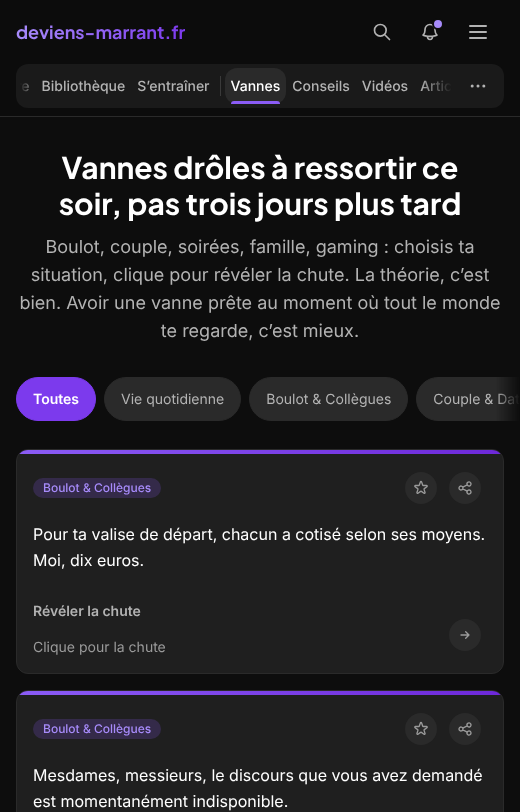 deviens-marrant.fr
e Bibliothèque S’entraîner Vannes Conseils Vidéos Artic
Vannes drôles à ressortir ce
soir, pas trois jours plus tard
Boulot, couple, soirées, famille, gaming : choisis ta
situation, clique pour révéler la chute. La théorie, c’est
bien. Avoir une vanne prête au moment où tout le monde
te regarde, c’est mieux.
Toutes Vie quotidienne Boulot & Collègues Couple & Dat
Boulot & Collègues
Pour ta valise de départ, chacun a cotisé selon ses moyens.
Moi, dix euros.
Révéler la chute
Clique pour la chute
Boulot & Collègues
Mesdames, messieurs, le discours que vous avez demandé
est momentanément indisponible.